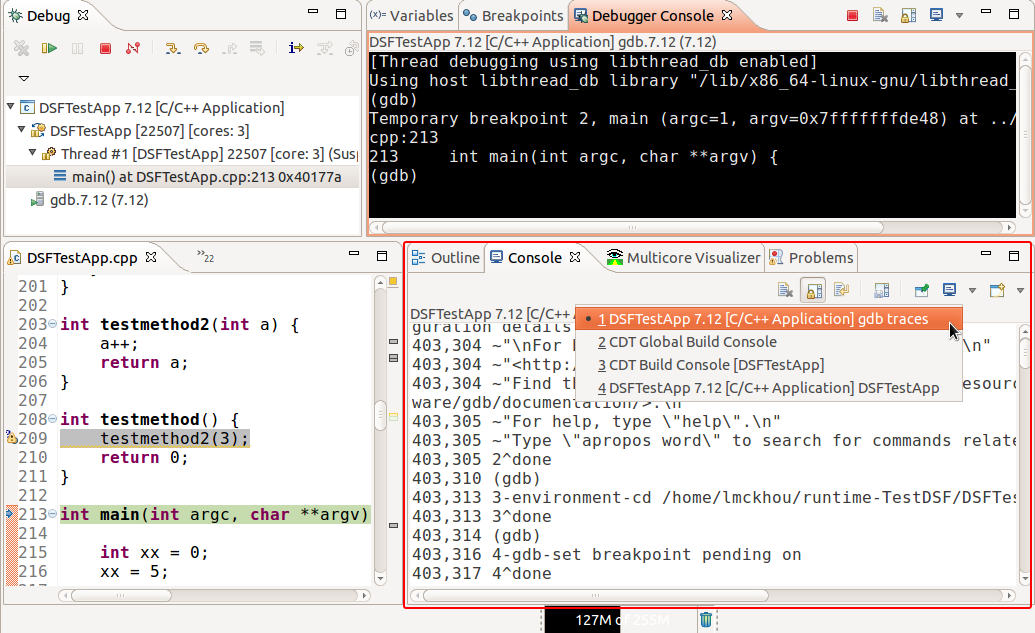 Debug
(x)= Variables
Breakpoints
Debugger Console
DSFTestApp 7.12 [C/C++ Application] gdb.7.12 (7.12)
[Thread debugging using libthread_db enabled]
Using host libthread_db library "/lib/x86_64-linux-gnu/libthread_
(gdb)
Temporary breakpoint 2, main (argc=1, argv=0x7fffffffde48) at ../
cpp:213
213     int main(int argc, char **argv) {
(gdb)
DSFTestApp 7.12 [C/C++ Application]
DSFTestApp [22507] [cores: 3]
Thread #1 [DSFTestApp] 22507 [core: 3] (Sus
main() at DSFTestApp.cpp:213 0x40177a
gdb.7.12 (7.12)
DSFTestApp.cpp
»22
201 }
202
203 int testmethod2(int a) {
204     a++;
205     return a;
206 }
207
208 int testmethod() {
209     testmethod2(3);
210     return 0;
211 }
212
213 int main(int argc, char **argv)
214
215     int xx = 0;
216     xx = 5;
Outline
Console
Multicore Visualizer
Problems
DSFTestApp 7.12 [C/C++
1 DSFTestApp 7.12 [C/C++ Application] gdb traces
2 CDT Global Build Console
3 CDT Build Console [DSFTestApp]
4 DSFTestApp 7.12 [C/C++ Application] DSFTestApp
guration details
403,304 ~"\nFor \n"
403,304 ~"<http:/
403,304 ~"Find th resourc
ware/gdb/documentation/>.\n
403,305 ~"For help, type \"help\".\n"
403,305 ~"Type \"apropos word\" to search for commands relate
403,305 2^done
403,310 (gdb)
403,313 3-environment-cd /home/lmckhou/runtime-TestDSF/DSFTes
403,313 3^done
403,314 (gdb)
403,316 4-gdb-set breakpoint pending on
403,317 4^done
127M of 255M